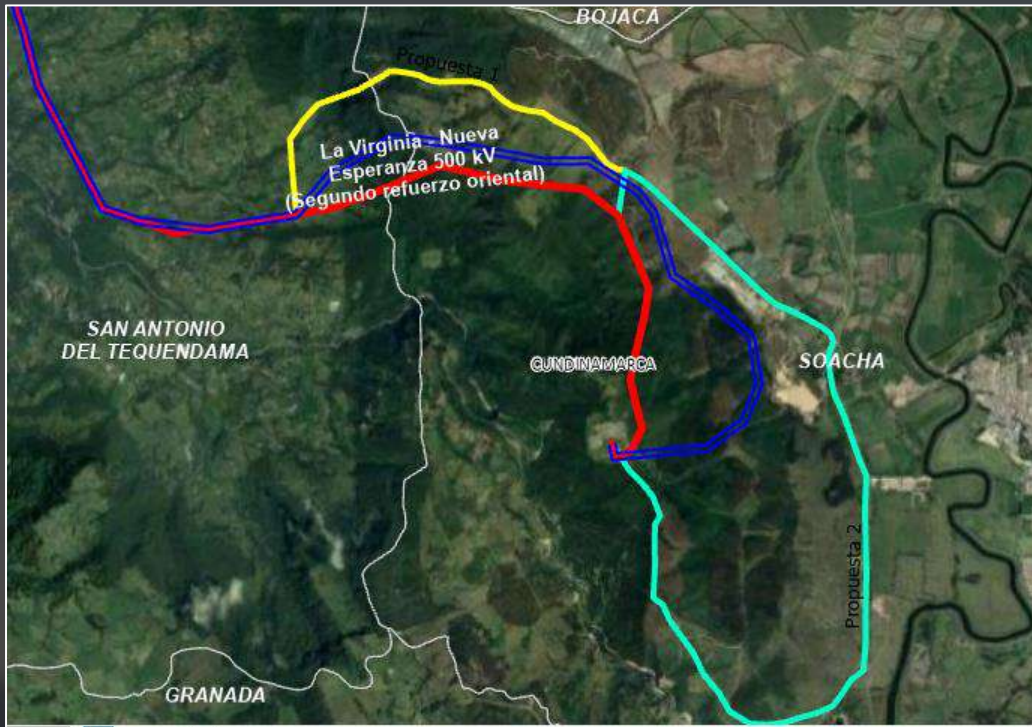 BOJACÁ
Propuesta 1
La Virginia - Nueva
Esperanza 500 kV
(Segundo refuerzo oriental)
SAN ANTONIO
DEL TEQUENDAMA
CUNDINAMARCA
SOACHA
Propuesta 2
GRANADA